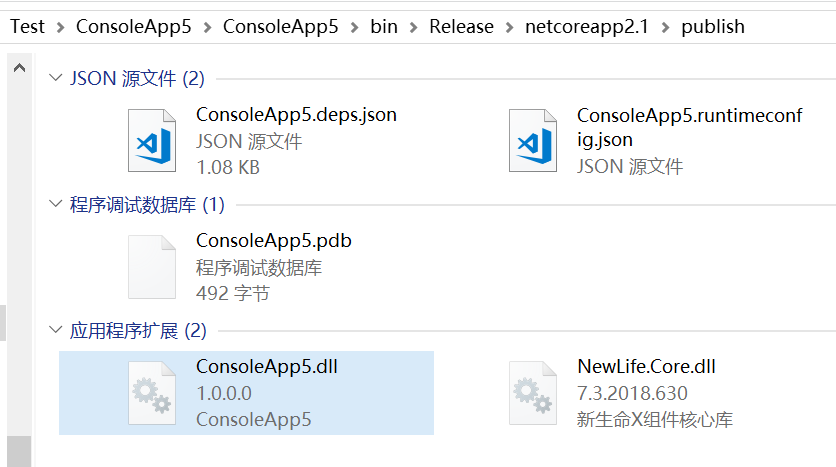 Test > ConsoleApp5 > ConsoleApp5 > bin > Release > netcoreapp2.1 > publish
JSON 源文件 (2)
ConsoleApp5.deps.json
JSON 源文件
1.08 KB
ConsoleApp5.runtimeconf
ig.json
JSON 源文件
程序调试数据库 (1)
ConsoleApp5.pdb
程序调试数据库
492 字节
应用程序扩展 (2)
ConsoleApp5.dll
1.0.0.0
ConsoleApp5
NewLife.Core.dll
7.3.2018.630
新生命X组件核心库